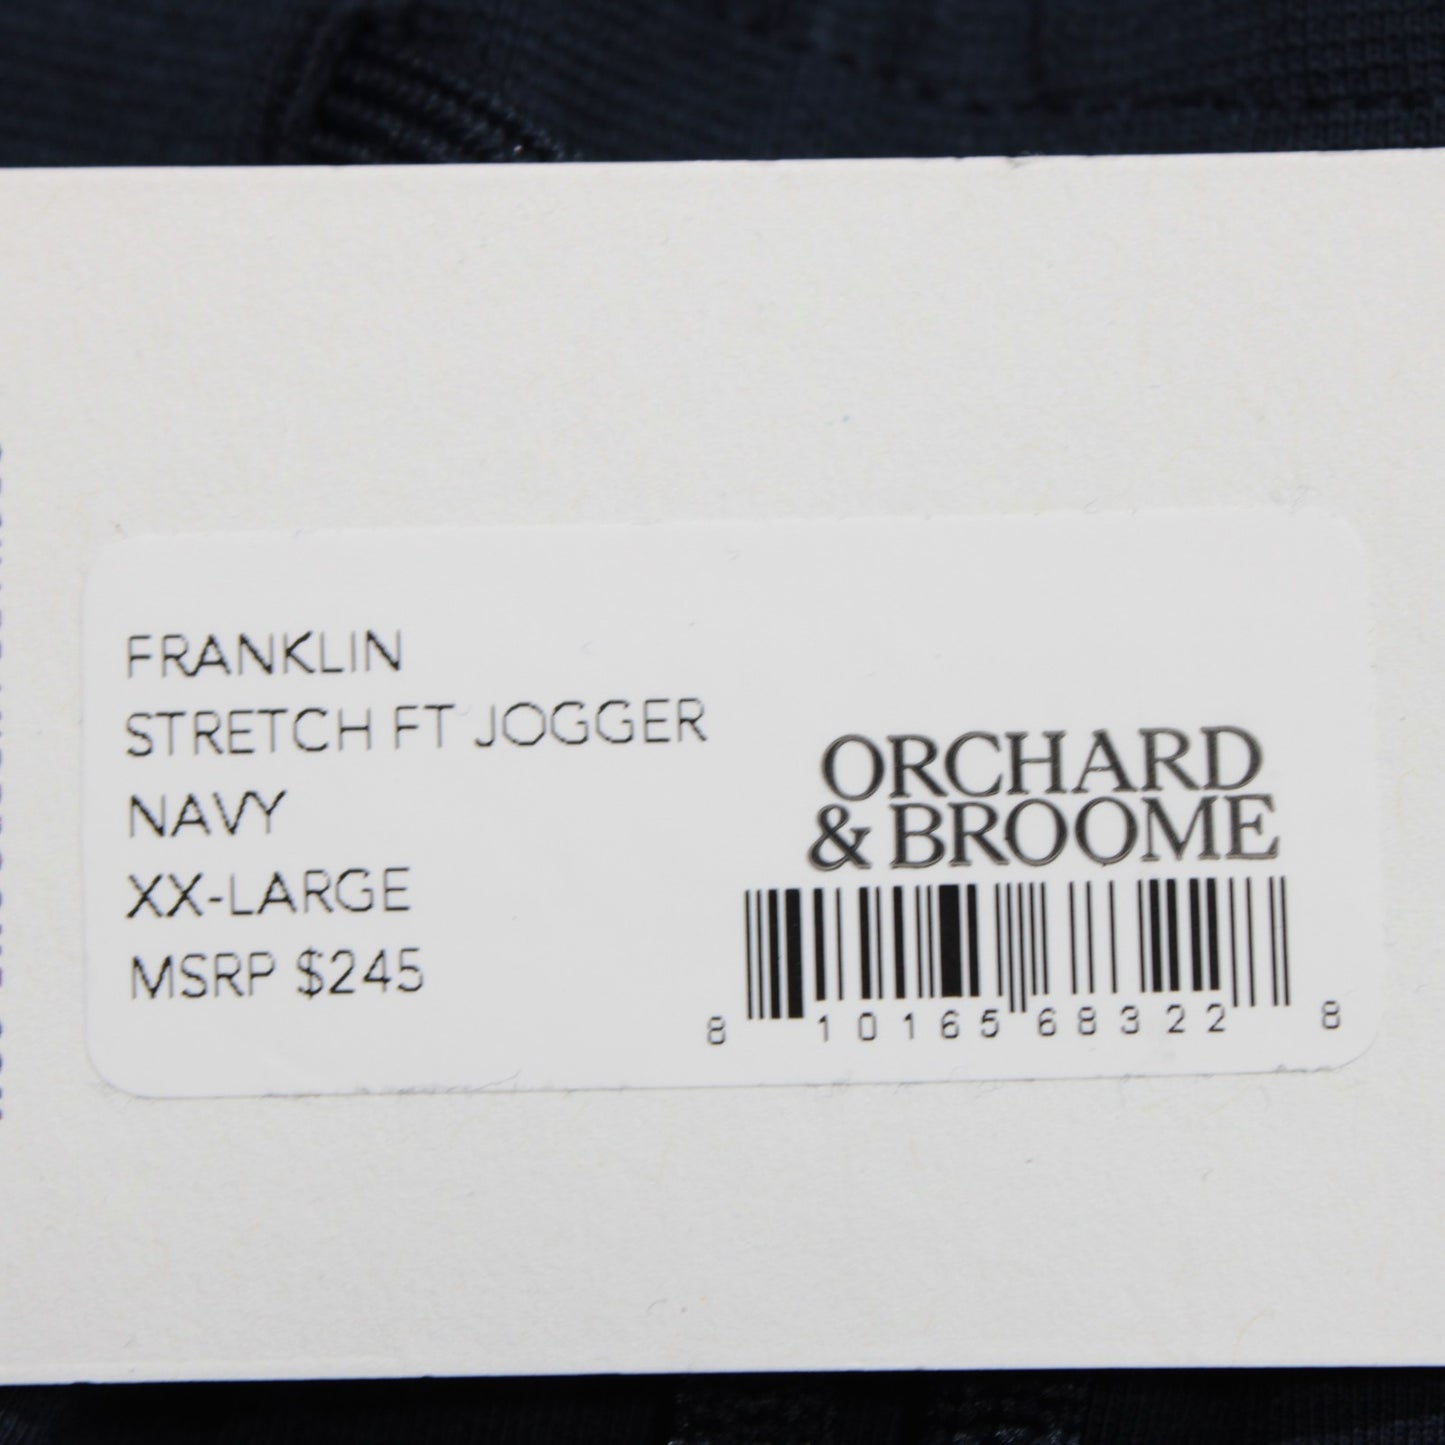 FRANKLIN
STRETCH FT JOGGER
NAVY
XX-LARGE
MSRP $245
ORCHARD
& BROOME
8 10165 68322 8